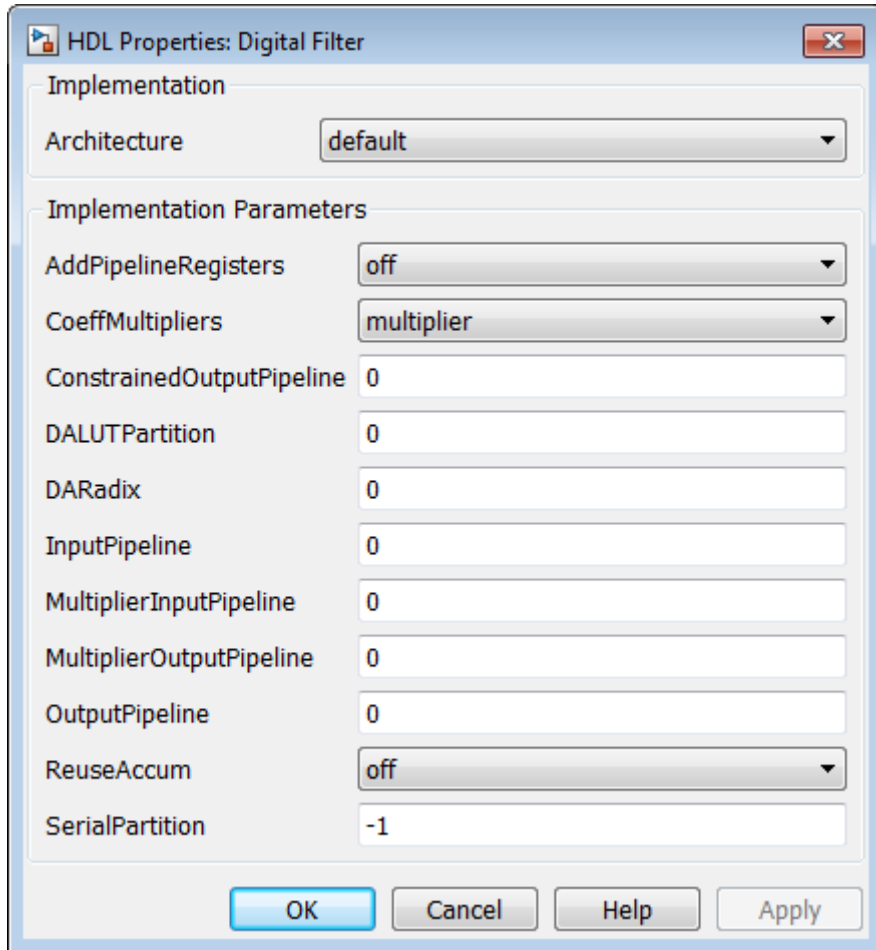 HDL Properties: Digital Filter
Implementation
Architecture default
Implementation Parameters
AddPipelineRegisters off
CoeffMultipliers multiplier
ConstrainedOutputPipeline 0
DALUTPartition 0
DARadix 0
InputPipeline 0
MultiplierInputPipeline 0
MultiplierOutputPipeline 0
OutputPipeline 0
ReuseAccum off
SerialPartition -1
OK Cancel Help Apply